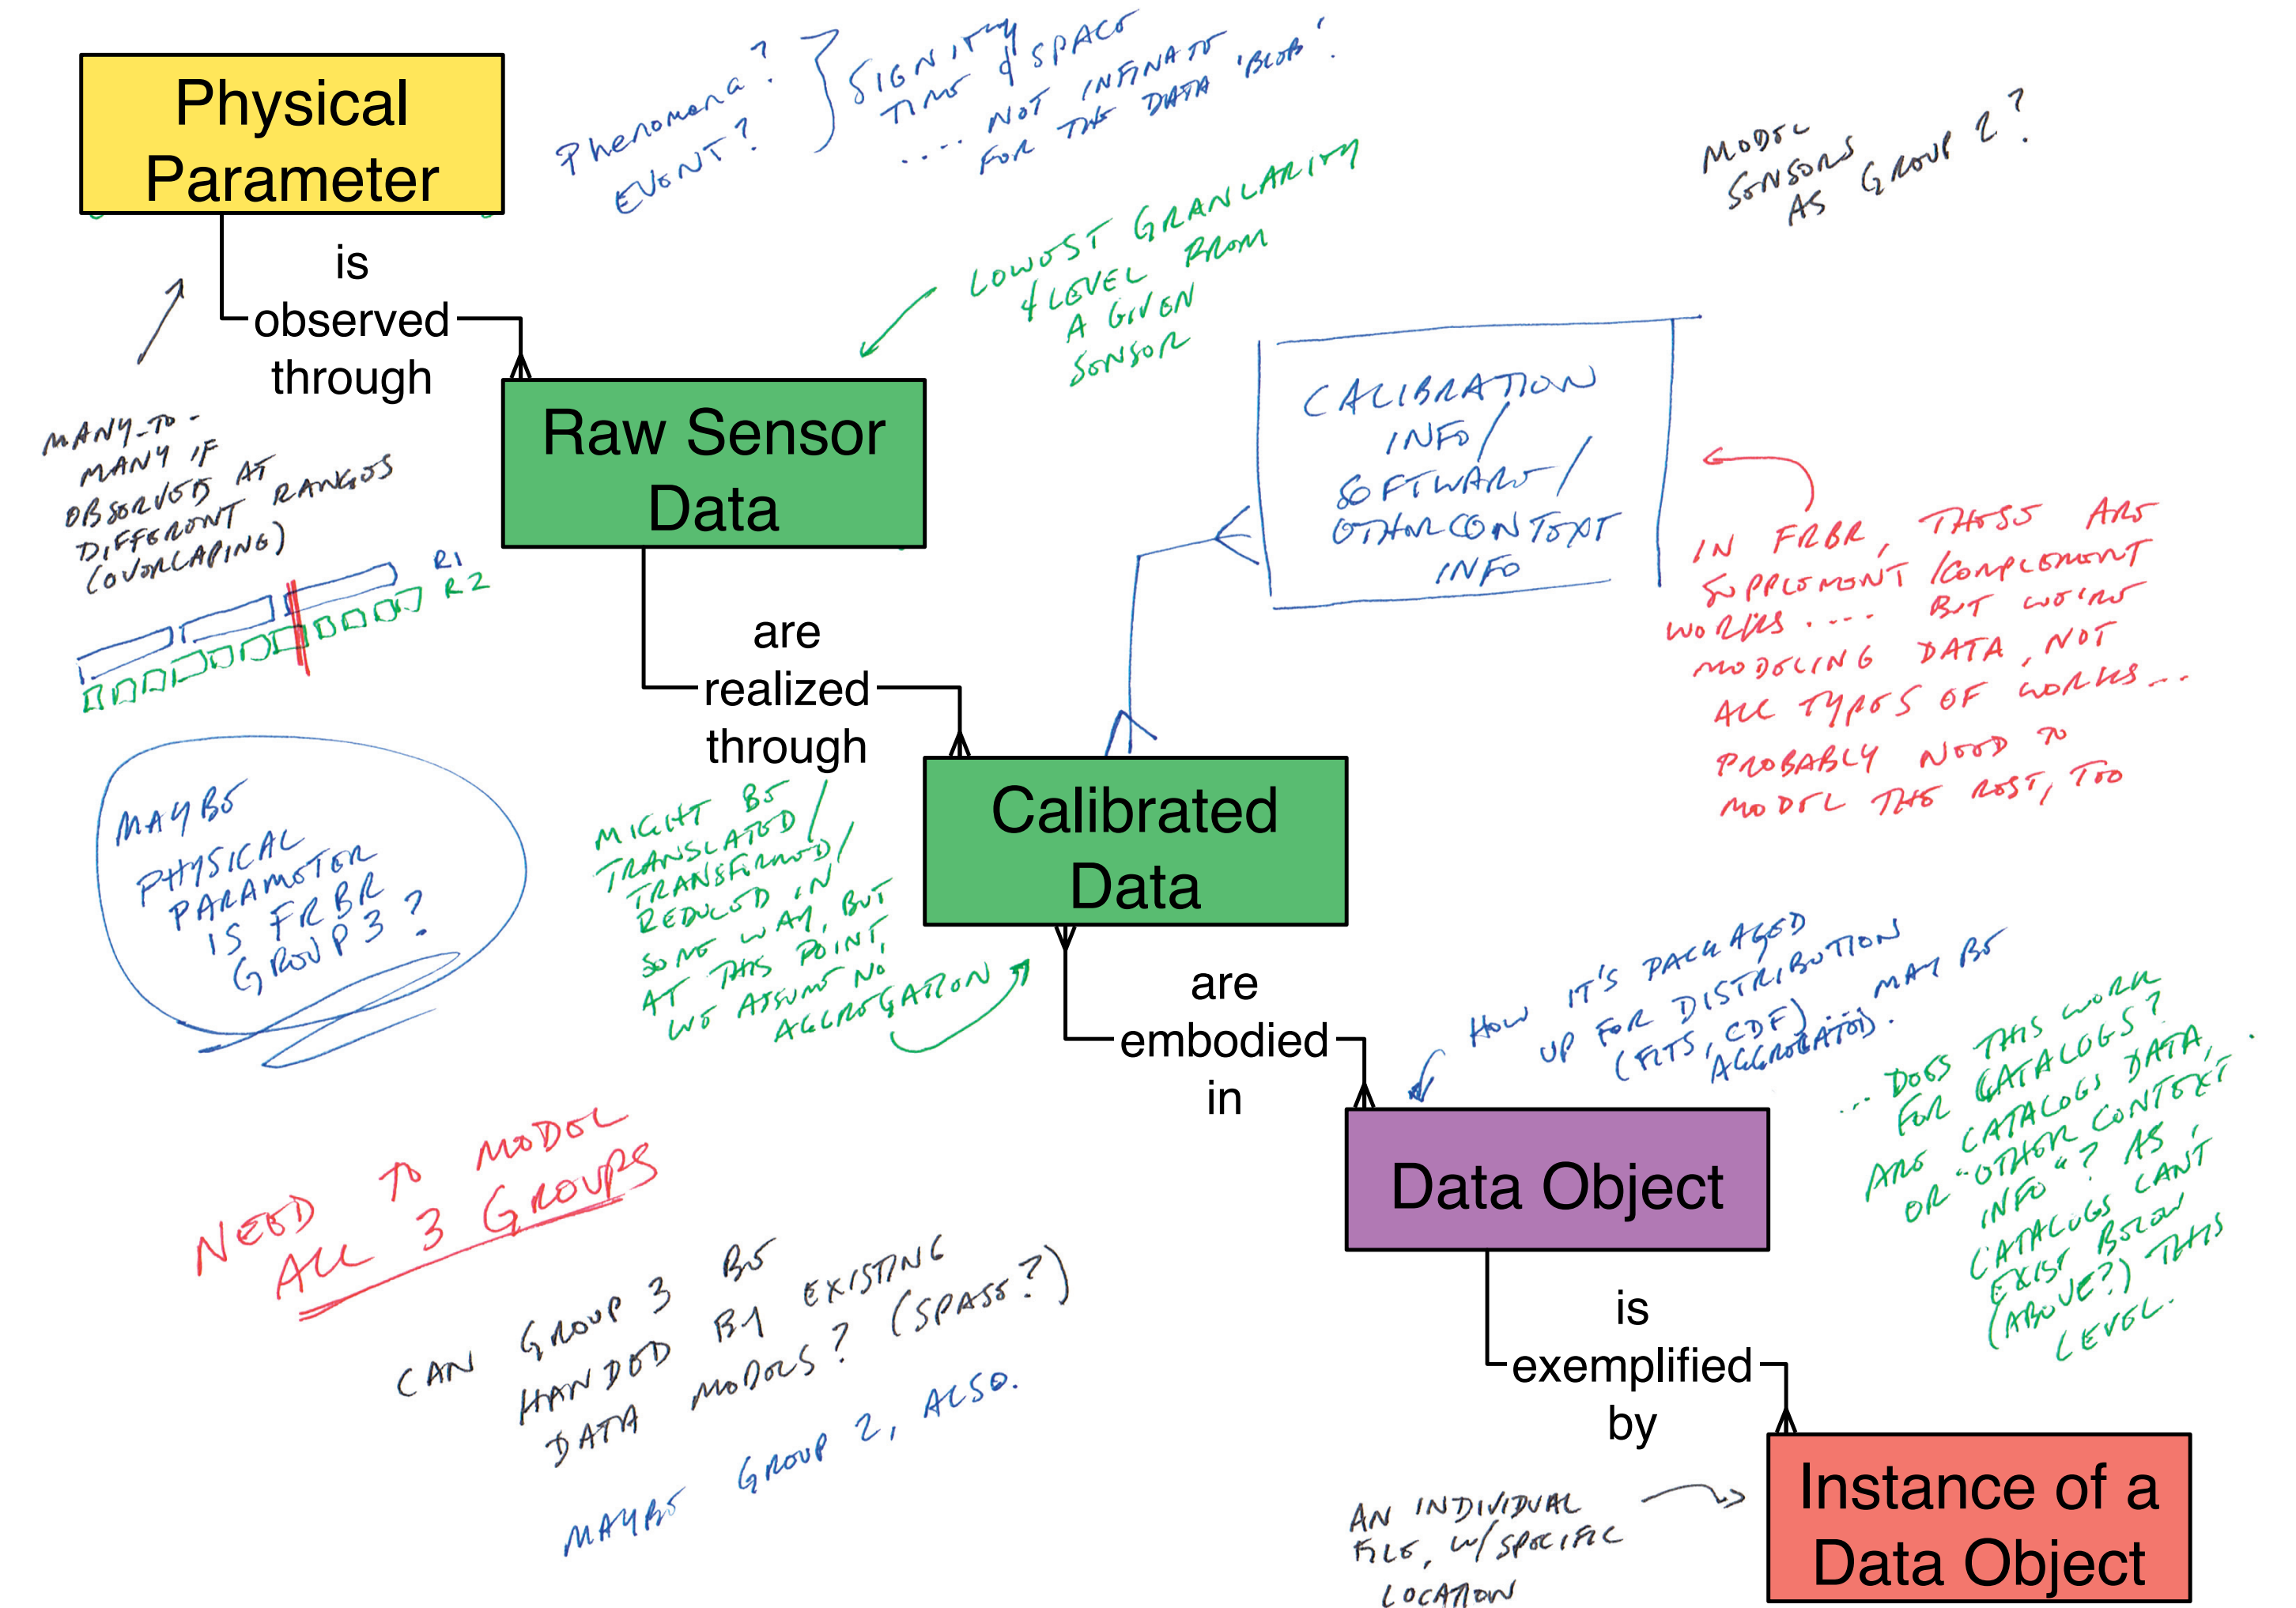 Physical
Parameter
is
observed
through
Raw Sensor
Data
are
realized
through
Calibrated
Data
are
embodied
in
Data Object
is
exemplified
by
Instance of a
Data Object
Phenomena?
EVENT?
SIGNIFY
TIME & SPACE
.... NOT INFINATE
FOR THE DATA 'BLOB'.
MODEL
SENSORS
AS GROUP 2?
LOWEST GRANLARITY
& LEVEL FROM
A GIVEN
SENSOR
MANY-TO-
MANY IF
OBSERVED AT
DIFFERENT RANGES
(OVERLAPING)
R1
R2
CALIBRATION
INFO/
SOFTWARE/
OTHER CONTEXT
INFO
IN FRBR, THESE ARE
SUPPLEMENT/COMPLEMENT
WORKS .... BUT WE'RE
MODELING DATA, NOT
ALL TYPES OF WORKS...
PROBABLY NEED TO
MODEL THE REST, TOO
MAYBE
PHYSICAL
PARAMETER
IS FRBR
GROUP 3?
MIGHT BE
TRANSLATED/
TRANSFORMED/
REDUCED IN
SOME WAY, BUT
AT THIS POINT,
WE ASSUME NO
AGGREGATION
HOW IT'S PACKAGED
UP FOR DISTRIBUTION
(FITS, CDF) ... MAY BE
AGGREGATED.
... DOES THIS WORK
FOR CATALOGS?
ARE CATALOGS DATA,
OR "OTHER CONTEXT
INFO"? AS
CATALOGS CAN'T
EXIST BELOW
(ABOVE?) THIS
LEVEL.
NEED TO MODEL
ALL 3 GROUPS
CAN GROUP 3 BE
HANDED BY EXISTING
DATA MODELS? (SPASE?)
MAYBE GROUP 2, ALSO.
AN INDIVIDUAL
FILE, W/ SPECIFIC
LOCATION